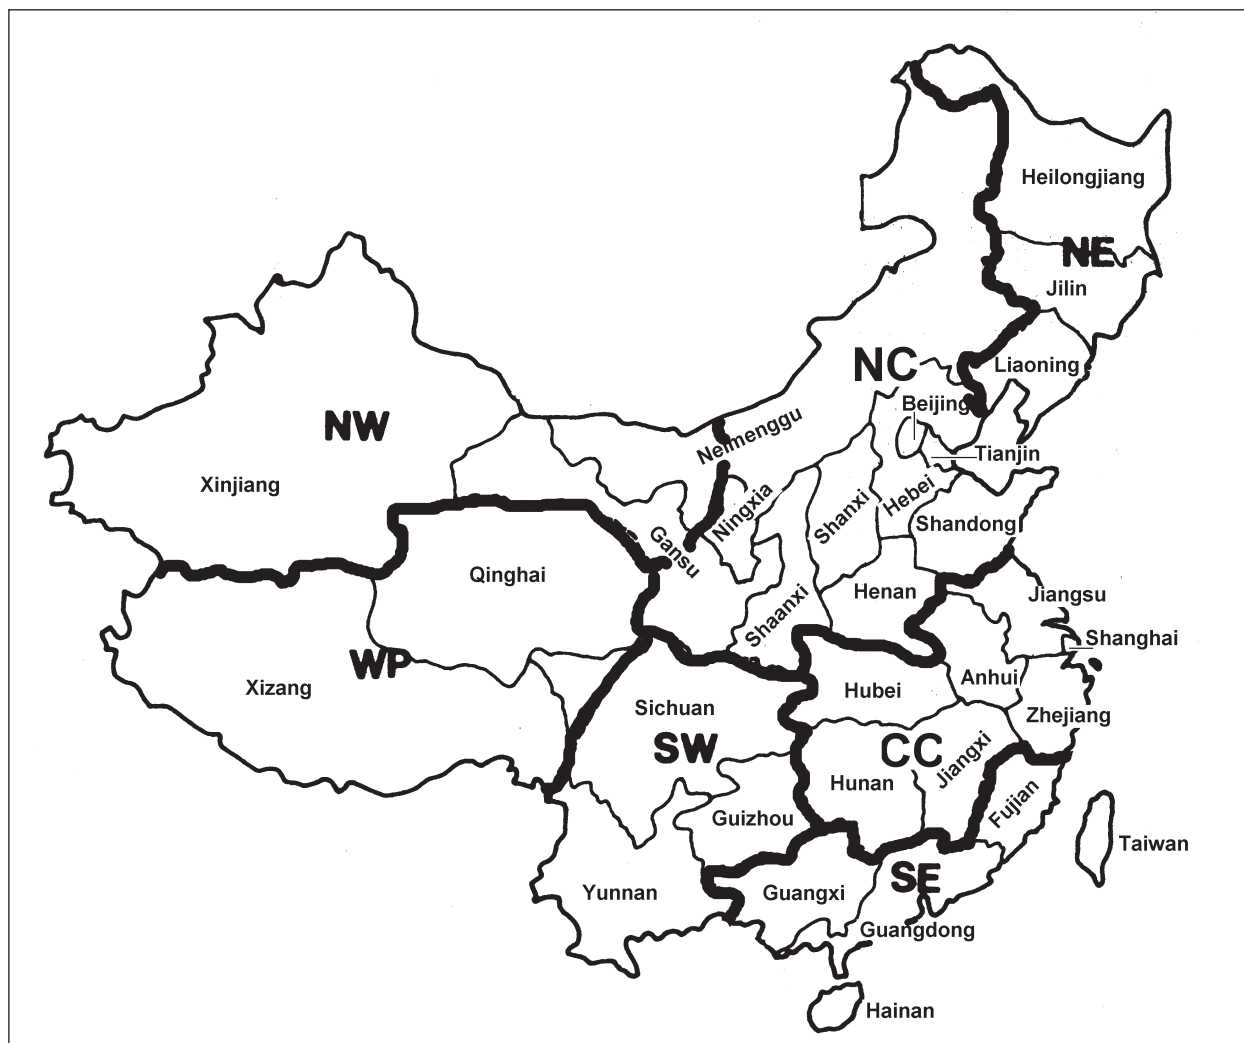 Heilongjiang
NE
Jilin
NC
Liaoning
Beijing
NW
Neimenggu
Tianjin
Xinjiang
Ningxia
Shanxi
Hebei
Shandong
Gansu
Qinghai
Henan
Jiangsu
Shaanxi
Shanghai
WP
Xizang
Hubei
Anhui
Sichuan
Zhejiang
SW
CC
Jiangxi
Hunan
Fujian
Guizhou
Taiwan
SE
Yunnan
Guangxi
Guangdong
Hainan